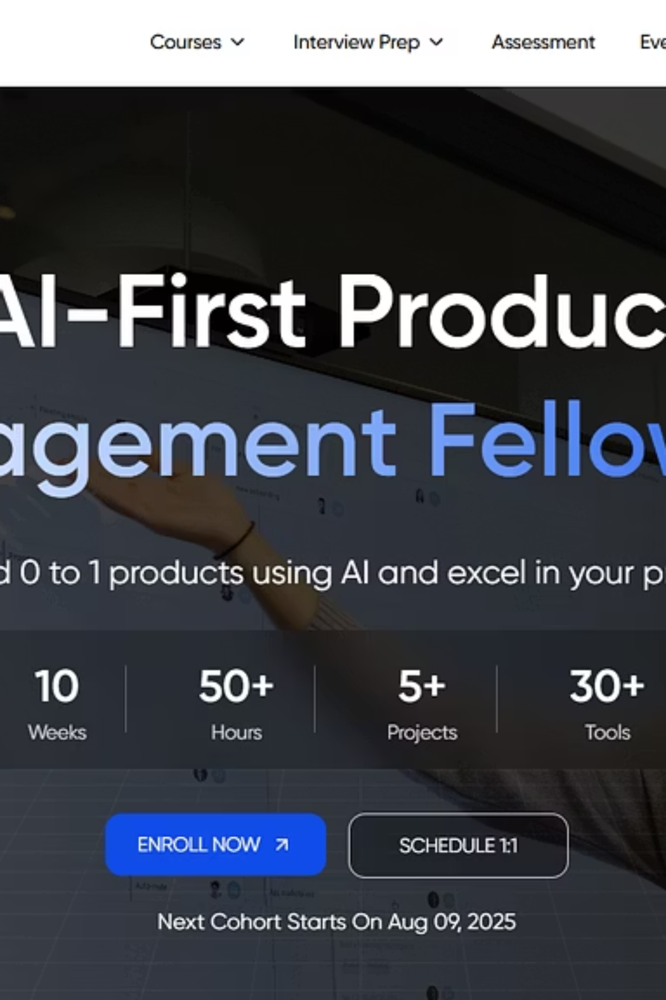 Courses Interview Prep Assessment Eve
AI-First Produc
agement Fellow
d 0 to 1 products using AI and excel in your p
10 50+ 5+ 30+
Weeks Hours Projects Tools
ENROLL NOW SCHEDULE 1:1
Next Cohort Starts On Aug 09, 2025